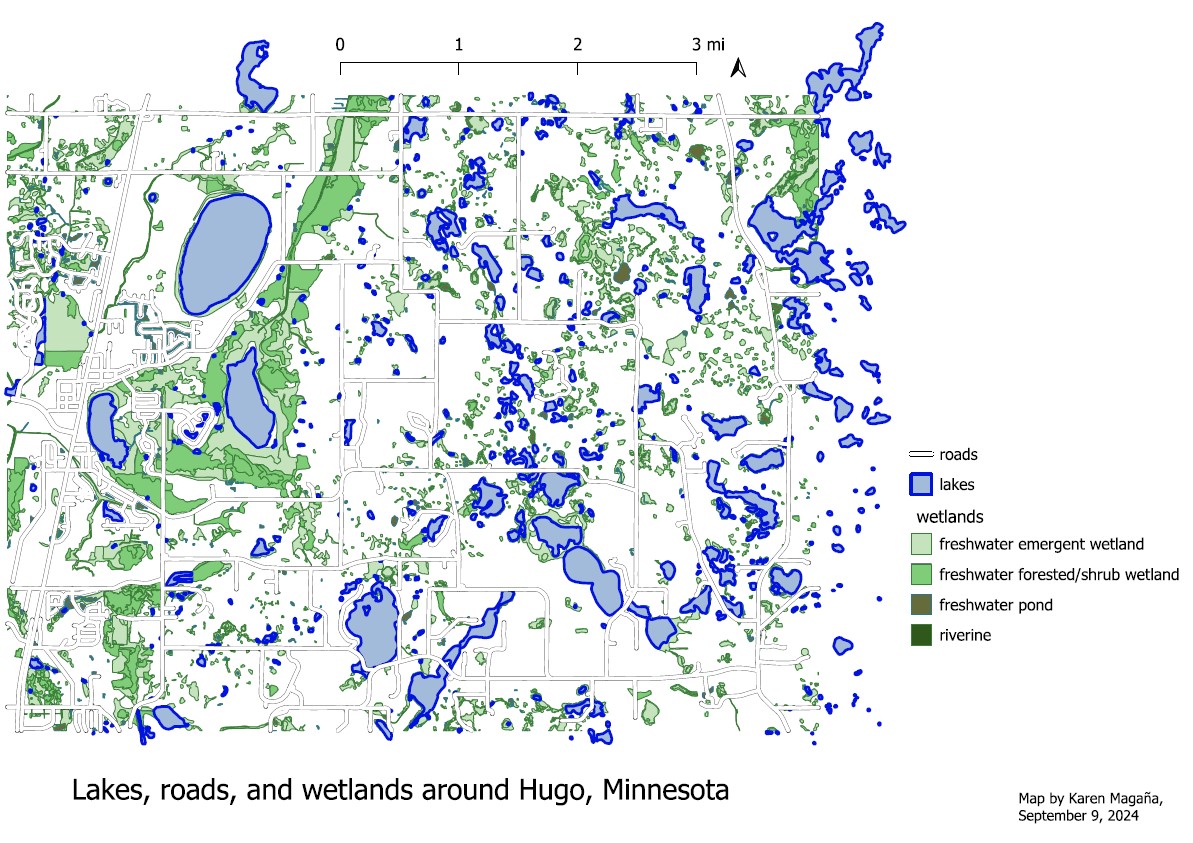 0 1 2 3 mi
roads
lakes
wetlands
freshwater emergent wetland
freshwater forested/shrub wetland
freshwater pond
riverine
Lakes, roads, and wetlands around Hugo, Minnesota
Map by Karen Magaña,
September 9, 2024